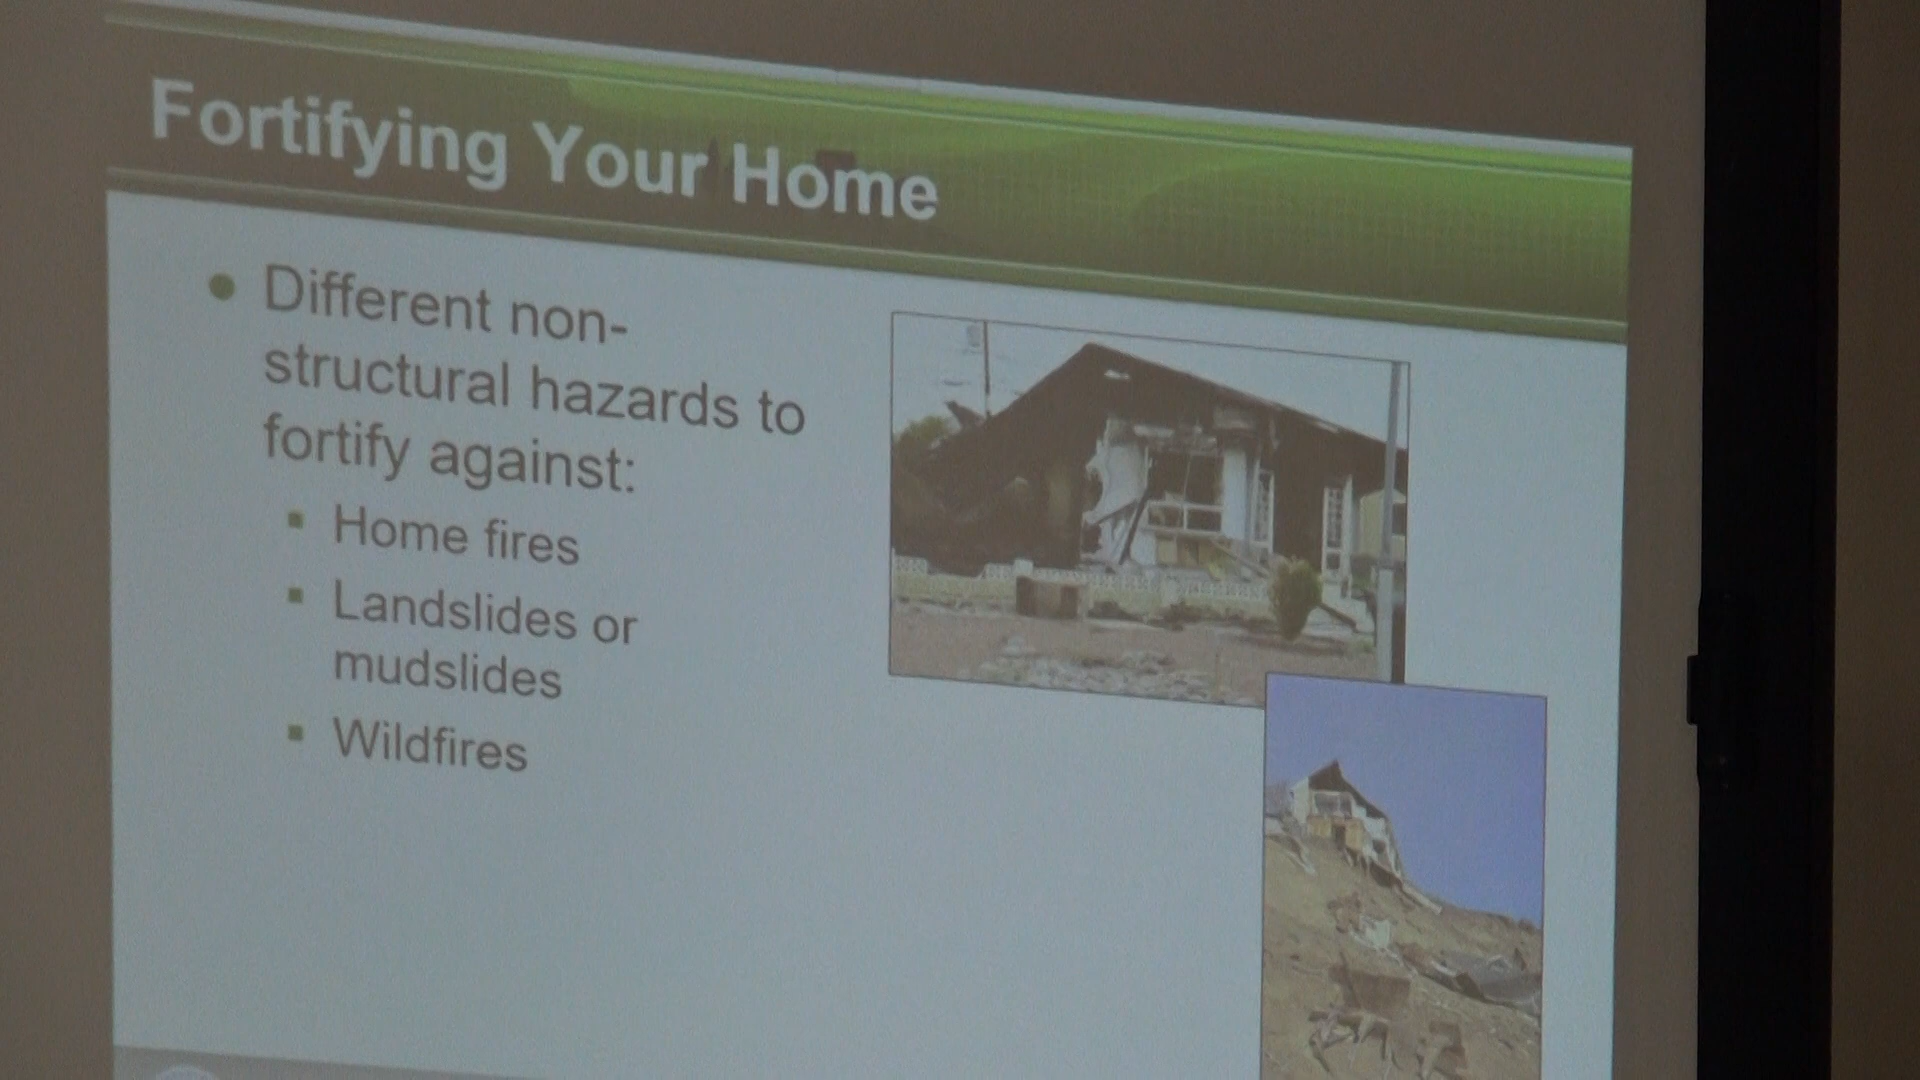 Fortifying Your Home
Different non-
structural hazards to
fortify against:
Home fires
Landslides or
mudslides
Wildfires